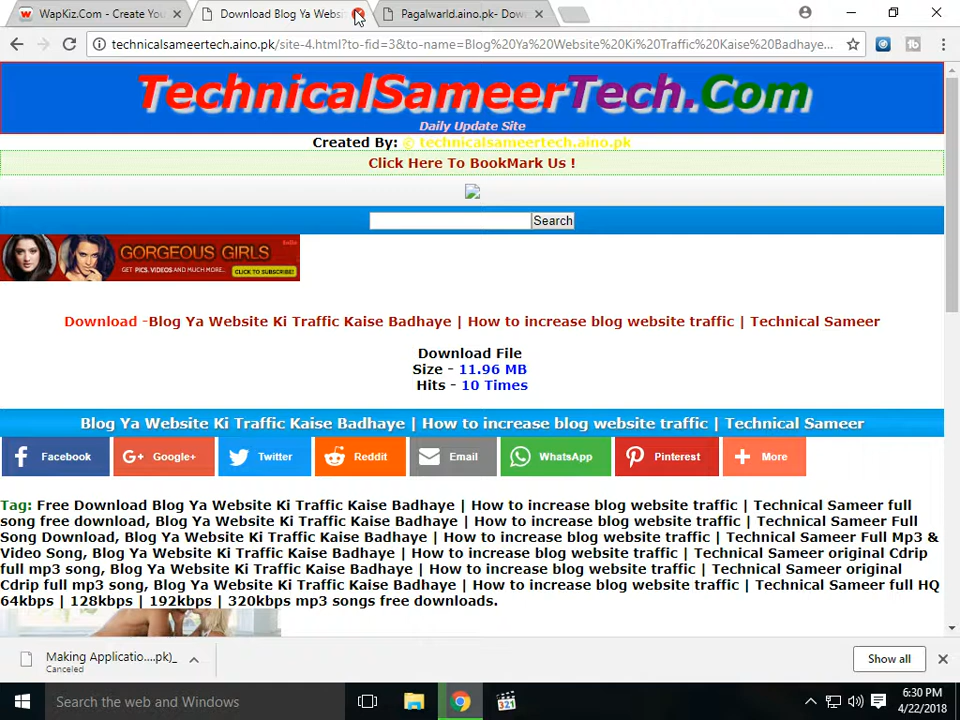 WapKiz.Com - Create You
Download Blog Ya Websi
Pagalwarld.aino.pk- Dow
technicalsameertech.aino.pk/site-4.html?to-fid=3&to-name=Blog%20Ya%20Website%20Ki%20Traffic%20Kaise%20Badhaye...
TechnicalSameerTech.Com
Daily Update Site
Created By: © technicalsameertech.aino.pk
Click Here To BookMark Us !
Search
GORGEOUS GIRLS
GET PICS, VIDEOS AND MUCH MORE...
CLICK TO SUBSCRIBE!
Download -Blog Ya Website Ki Traffic Kaise Badhaye | How to increase blog website traffic | Technical Sameer
Download File
Size - 11.96 MB
Hits - 10 Times
Blog Ya Website Ki Traffic Kaise Badhaye | How to increase blog website traffic | Technical Sameer
Facebook
G+ Google+
Twitter
Reddit
Email
WhatsApp
Pinterest
More
Tag: Free Download Blog Ya Website Ki Traffic Kaise Badhaye | How to increase blog website traffic | Technical Sameer full
song free download, Blog Ya Website Ki Traffic Kaise Badhaye | How to increase blog website traffic | Technical Sameer Full
Song Download, Blog Ya Website Ki Traffic Kaise Badhaye | How to increase blog website traffic | Technical Sameer Full Mp3 &
Video Song, Blog Ya Website Ki Traffic Kaise Badhaye | How to increase blog website traffic | Technical Sameer original Cdrip
full mp3 song, Blog Ya Website Ki Traffic Kaise Badhaye | How to increase blog website traffic | Technical Sameer original
Cdrip full mp3 song, Blog Ya Website Ki Traffic Kaise Badhaye | How to increase blog website traffic | Technical Sameer full HQ
64kbps | 128kbps | 192kbps | 320kbps mp3 songs free downloads.
Making Applicatio....pk)_
Canceled
Show all
Search the web and Windows
6:30 PM
4/22/2018